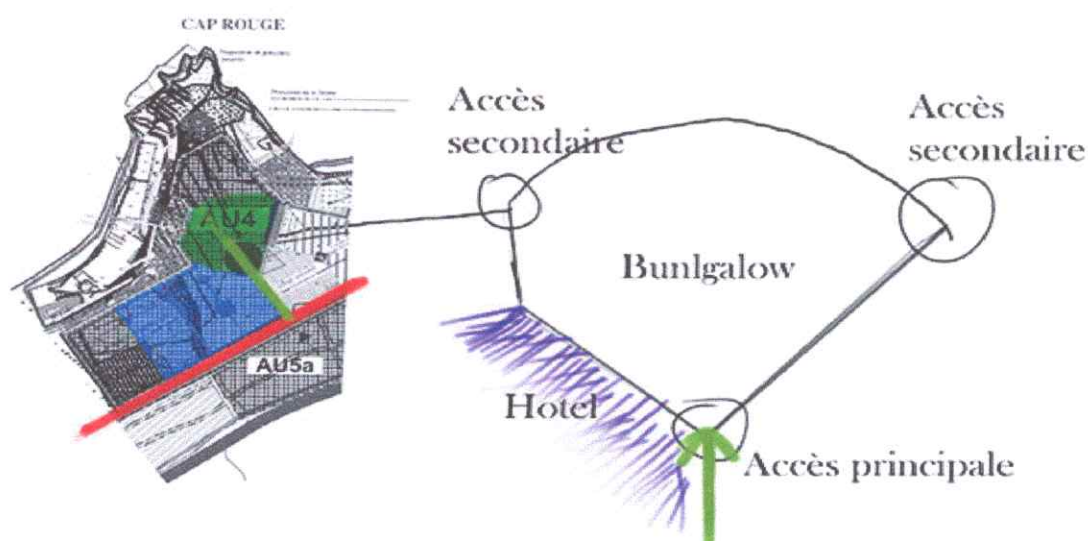 CAP ROUGE
Accès
secondaire
Accès
secondaire
AU4
Bunlgalow
AU5a
Hotel
Accès principale